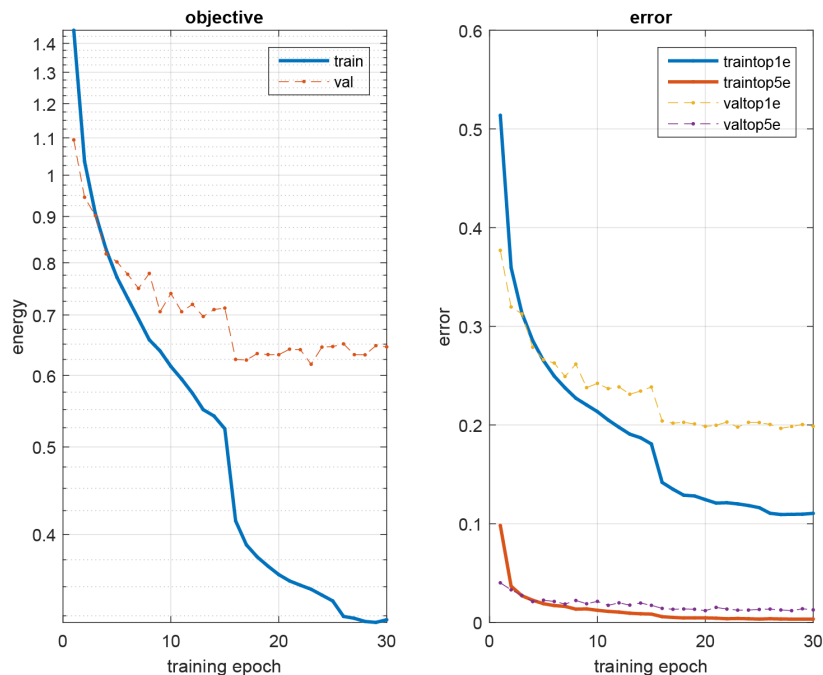 objective
1.4
1.3
1.2
1.1
1
0.9
0.8
0.7
0.6
0.5
0.4
energy
0
10
20
30
training epoch
train
val
error
0.6
0.5
0.4
0.3
0.2
0.1
0
error
0
10
20
30
training epoch
traintop1e
traintop5e
valtop1e
valtop5e